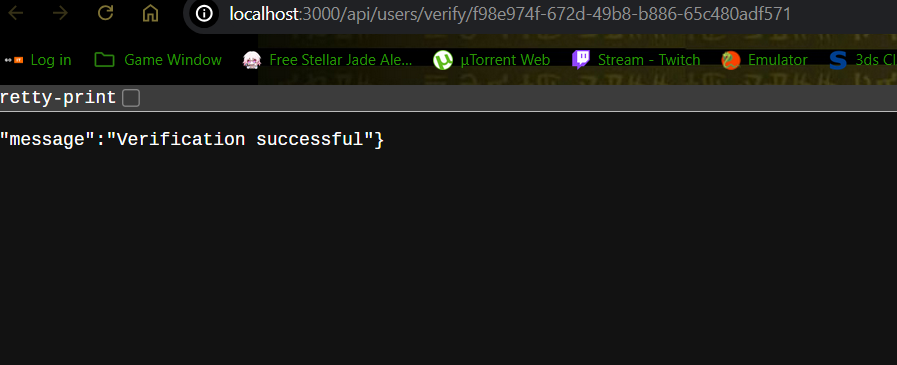 localhost:3000/api/users/verify/f98e974f-672d-49b8-b886-65c480adf571
Log in Game Window Free Stellar Jade Ale... µTorrent Web Stream - Twitch Emulator 3ds Cl
retty-print
"message":"Verification successful"}